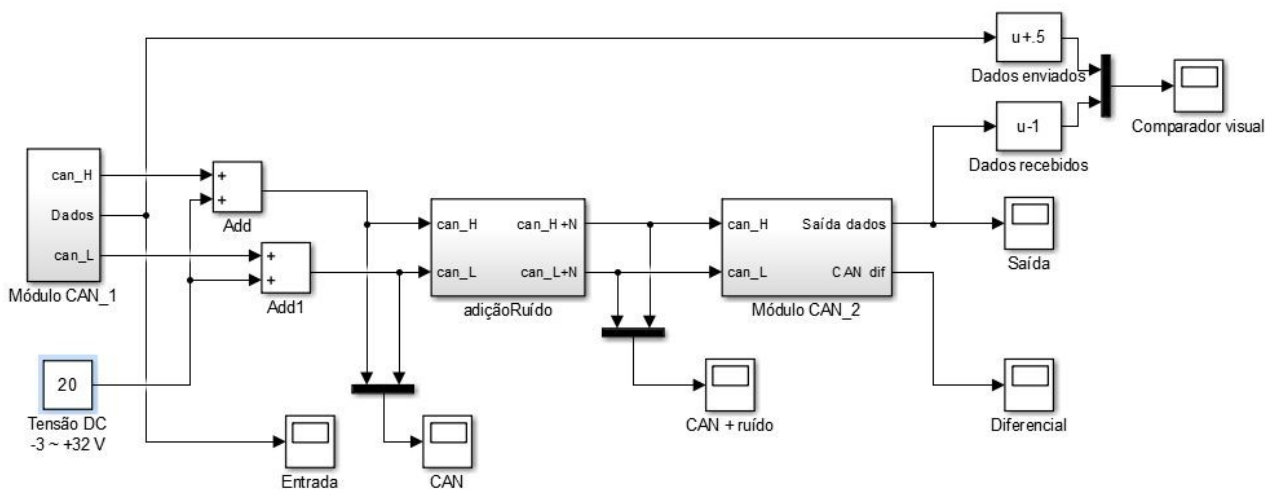 u+.5
Dados enviados
Comparador visual
u-1
Dados recebidos
can_H
Dados
can_L
Módulo CAN_1
+
+
Add
+
+
Add1
can_H
can_L
can_H+N
can_L+N
adiçãoRuído
can_H
can_L
Saída dados
CAN dif
Módulo CAN_2
Saída
20
Tensão DC
-3 ~ +32 V
Entrada
CAN
CAN + ruído
Diferencial